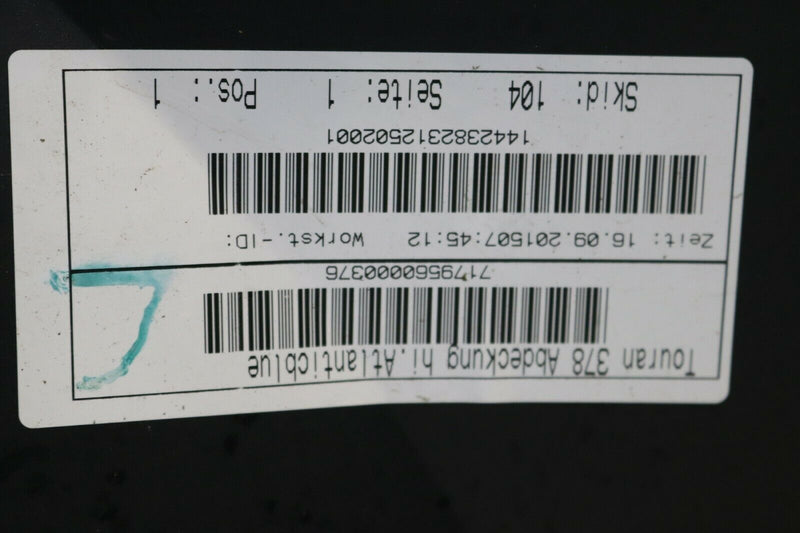 Touran 378 Abdeckung hi.Atlanticblue
7179560000376
Zeit: 16.09.201507:45:12 Workst.-ID:
1442382312502001
Skid: 104 Seite: 1 Pos.: 1